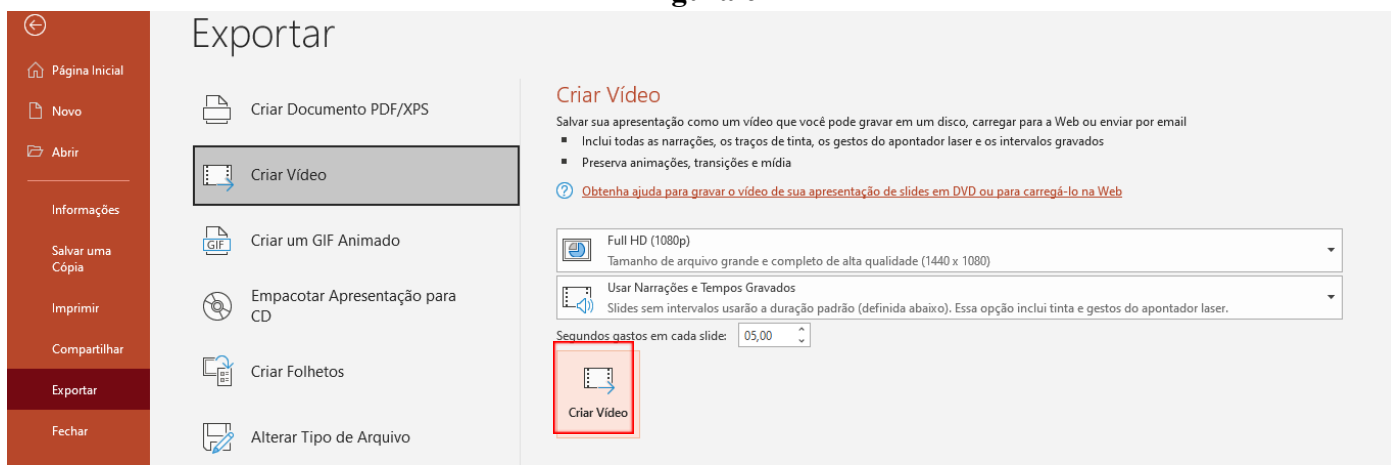 Exportar
Página Inicial
Novo
Abrir
Informações
Salvar uma
Cópia
Imprimir
Compartilhar
Exportar
Fechar
Criar Documento PDF/XPS
Criar Vídeo
GIF
Criar um GIF Animado
Empacotar Apresentação para
CD
Criar Folhetos
Alterar Tipo de Arquivo
Criar Vídeo
Salvar sua apresentação como um vídeo que você pode gravar em um disco, carregar para a Web ou enviar por email
Inclui todas as narrações, os traços de tinta, os gestos do apontador laser e os intervalos gravados
Preserva animações, transições e mídia
Obtenha ajuda para gravar o vídeo de sua apresentação de slides em DVD ou para carregá-lo na Web
Full HD (1080p)
Tamanho de arquivo grande e completo de alta qualidade (1440 x 1080)
Usar Narrações e Tempos Gravados
Slides sem intervalos usarão a duração padrão (definida abaixo). Essa opção inclui tinta e gestos do apontador laser.
Segundos gastos em cada slide: 05,00
Criar Vídeo